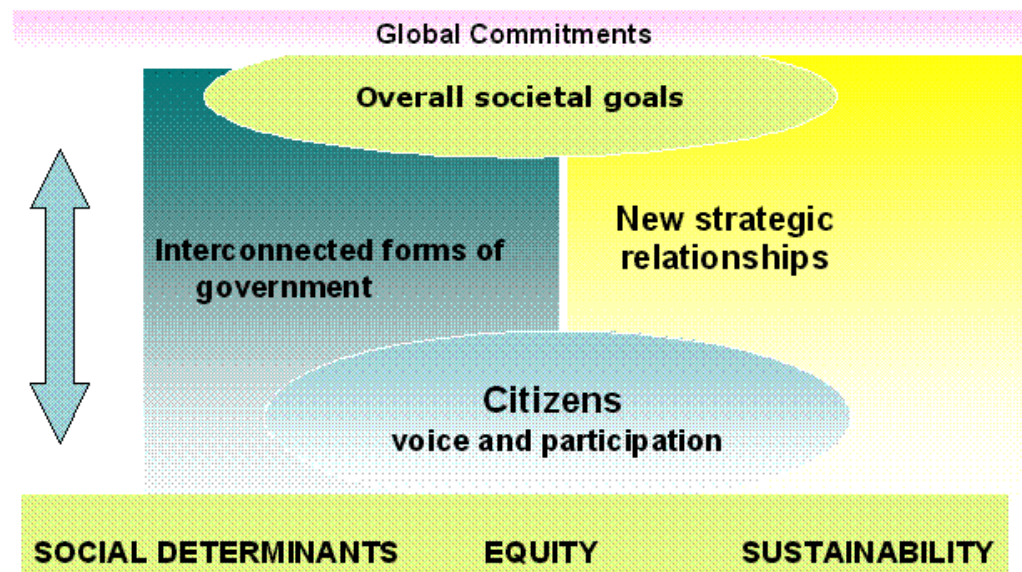 Global Commitments
Overall societal goals
Interconnected forms of
government
New strategic
relationships
Citizens
voice and participation
SOCIAL DETERMINANTS EQUITY SUSTAINABILITY